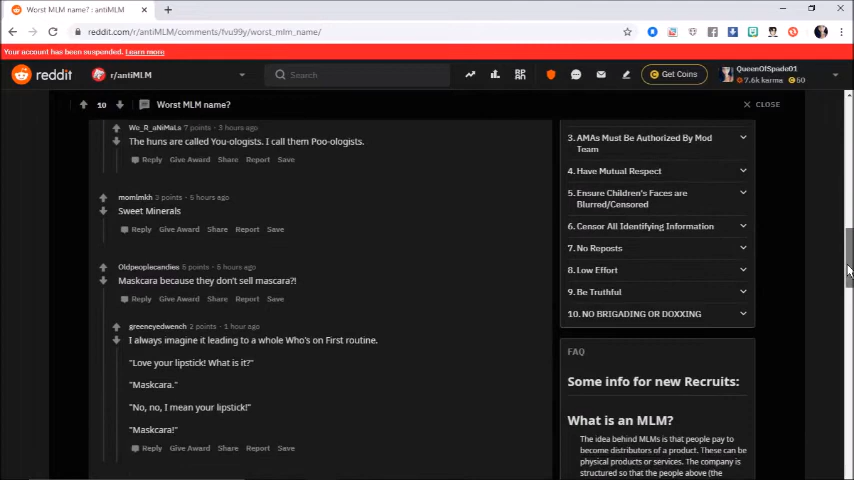 Worst MLM name? : antiMLM
reddit.com/r/antiMLM/comments/fvu99y/worst_mlm_name/
Your account has been suspended. Learn more
reddit
r/antiMLM
Search
Get Coins
QueenOfSpade01
7.6k karma 50
10 Worst MLM name?
CLOSE
We_R_aNiMaLs 7 points · 3 hours ago
The huns are called You-ologists. I call them Poo-ologists.
Reply Give Award Share Report Save
momlmkh 3 points · 5 hours ago
Sweet Minerals
Reply Give Award Share Report Save
Oldpeoplecandies 5 points · 5 hours ago
Maskcara because they don't sell mascara?!
Reply Give Award Share Report Save
greeneyedwench 2 points · 1 hour ago
I always imagine it leading to a whole Who's on First routine.
"Love your lipstick! What is it?"
"Maskcara."
"No, no, I mean your lipstick!"
"Maskcara!"
Reply Give Award Share Report Save
3. AMAs Must Be Authorized By Mod
Team
4. Have Mutual Respect
5. Ensure Children's Faces are
Blurred/Censored
6. Censor All Identifying Information
7. No Reposts
8. Low Effort
9. Be Truthful
10. NO BRIGADING OR DOXXING
FAQ
Some info for new Recruits:
What is an MLM?
The idea behind MLMs is that people pay to
become distributors of a product. These can be
physical products or services. The company is
structured so that the people above (the